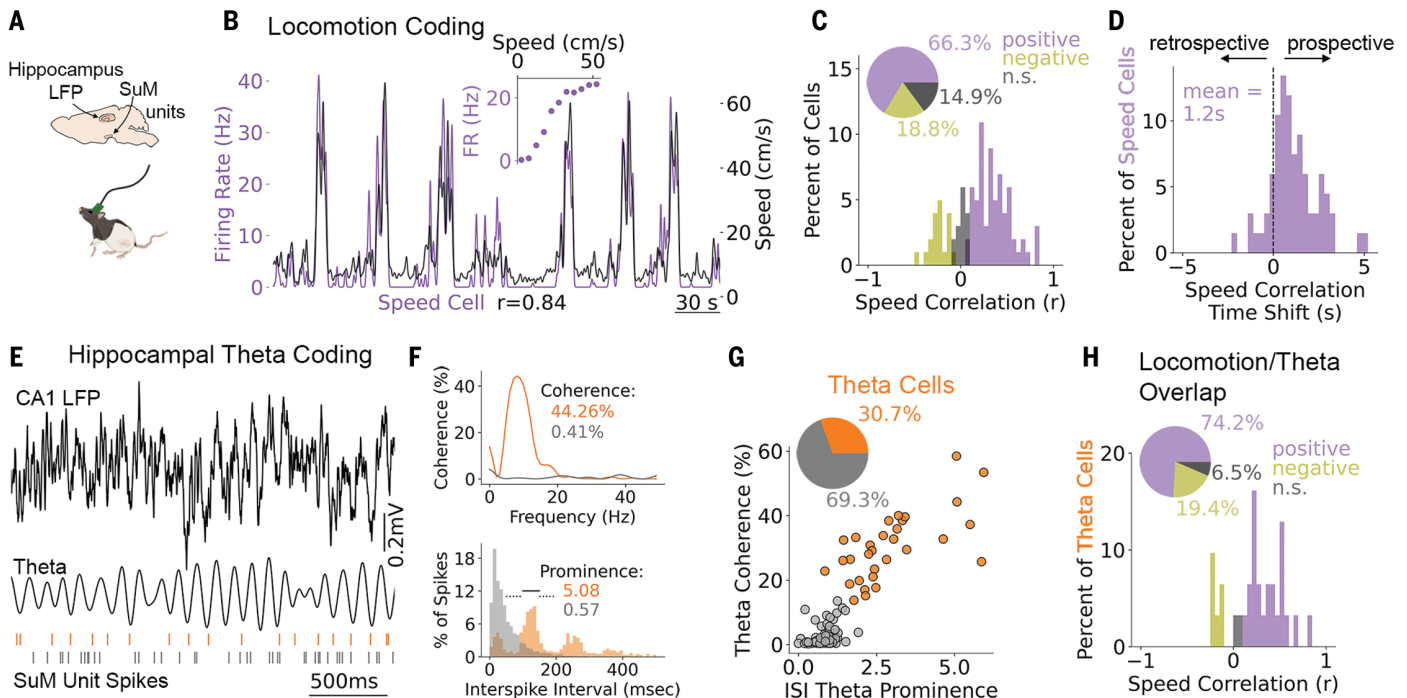 A
Hippocampus
LFP
SuM
units
B
Locomotion Coding
Speed (cm/s)
0 50
20
0
FR (Hz)
40
30
20
10
0
Firing Rate (Hz)
60
40
20
0
Speed (cm/s)
Speed Cell r=0.84
30 s
C
66.3%
positive
negative
n.s.
14.9%
18.8%
15
10
5
0
Percent of Cells
−1 0 1
Speed Correlation (r)
D
retrospective prospective
mean =
1.2s
10
5
0
Percent of Speed Cells
−5 0 5
Speed Correlation
Time Shift (s)
E
Hippocampal Theta Coding
CA1 LFP
0.2mV
Theta
SuM Unit Spikes
500ms
F
Coherence (%)
40
20
0
Coherence:
44.26%
0.41%
0 20 40
Frequency (Hz)
% of Spikes
18
12
6
0
Prominence:
5.08
0.57
0 200 400 600
Interspike Interval (msec)
G
Theta Cells
30.7%
69.3%
60
40
20
0
Theta Coherence (%)
0.0 2.5 5.0
ISI Theta Prominence
H
Locomotion/Theta
Overlap
74.2%
positive
negative
n.s.
6.5%
19.4%
20
10
0
Percent of Theta Cells
−1 0 1
Speed Correlation (r)